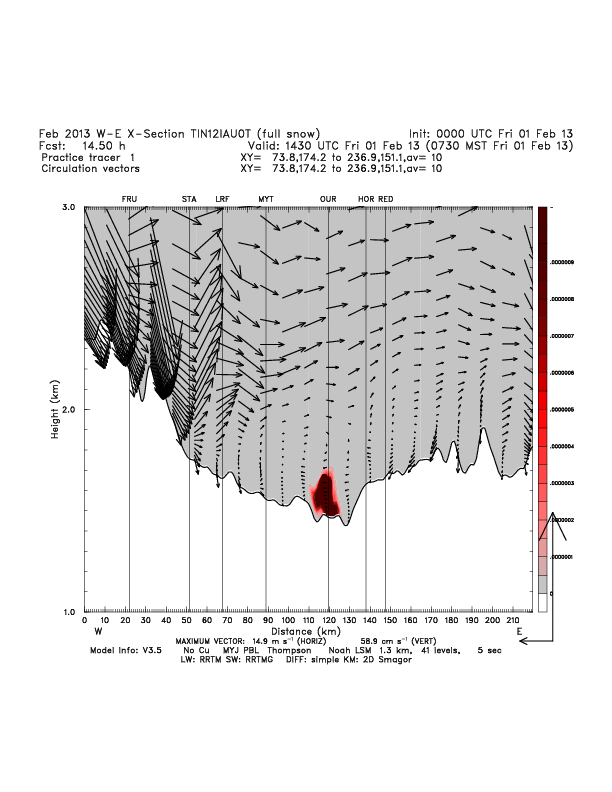 Feb 2013 W-E X-Section TIN12IAU0T (full snow) Init: 0000 UTC Fri 01 Feb 13
Fcst: 14.50 h Valid: 1430 UTC Fri 01 Feb 13 (0730 MST Fri 01 Feb 13)
Practice tracer 1 XY= 73.8,174.2 to 236.9,151.1,av= 10
Circulation vectors XY= 73.8,174.2 to 236.9,151.1,av= 10
FRU STA LRF MYT OUR HOR RED
3.0
.0000009
.0000008
.0000007
.0000006
.0000005
2.0
Height (km)
.0000004
.0000003
.0000002
.0000001
0
1.0
0 10 20 30 40 50 60 70 80 90 100 110 120 130 140 150 160 170 180 190 200 210
W Distance (km) E
MAXIMUM VECTOR: 14.9 m s⁻¹ (HORIZ) 58.9 cm s⁻¹ (VERT)
Model Info: V3.5 No Cu MYJ PBL Thompson Noah LSM 1.3 km, 41 levels, 5 sec
LW: RRTM SW: RRTMG DIFF: simple KM: 2D Smagor